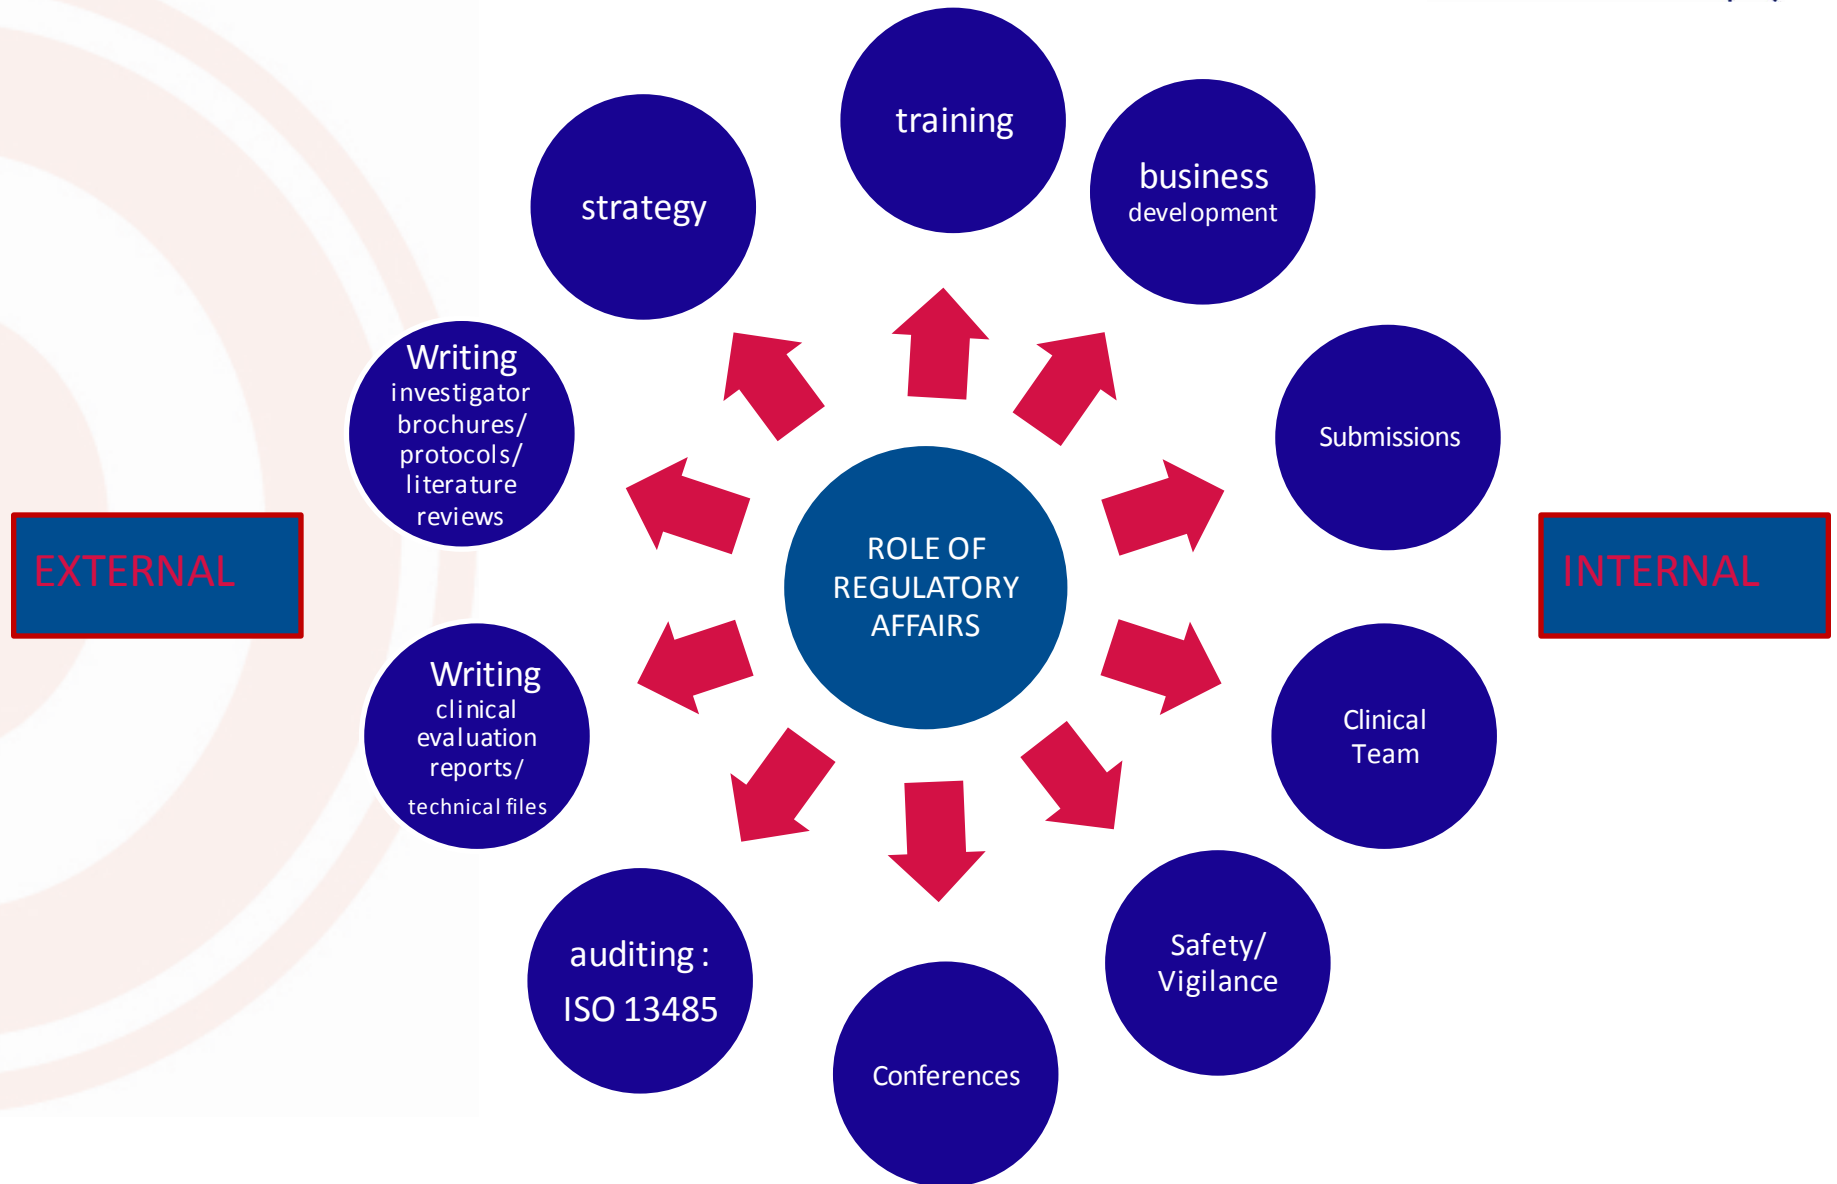 training
business
development
strategy
Writing
investigator
brochures/
protocols/
literature
reviews
Submissions
EXTERNAL
ROLE OF
REGULATORY
AFFAIRS
INTERNAL
Writing
clinical
evaluation
reports/
technical files
Clinical
Team
auditing :
ISO 13485
Safety/
Vigilance
Conferences